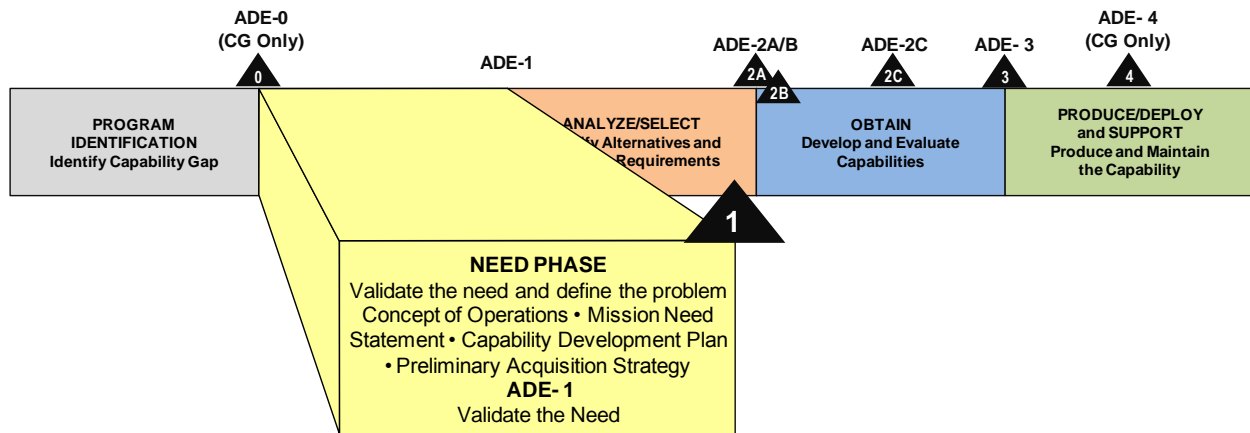 ADE-0
(CG Only)
0
ADE-1
ADE-2A/B
2A
2B
ADE-2C
2C
ADE- 3
3
ADE- 4
(CG Only)
4
PROGRAM
IDENTIFICATION
Identify Capability Gap
ANALYZE/SELECT
Alternatives and
Requirements
OBTAIN
Develop and Evaluate
Capabilities
PRODUCE/DEPLOY
and SUPPORT
Produce and Maintain
the Capability
1
NEED PHASE
Validate the need and define the problem
Concept of Operations • Mission Need
Statement • Capability Development Plan
• Preliminary Acquisition Strategy
ADE- 1
Validate the Need